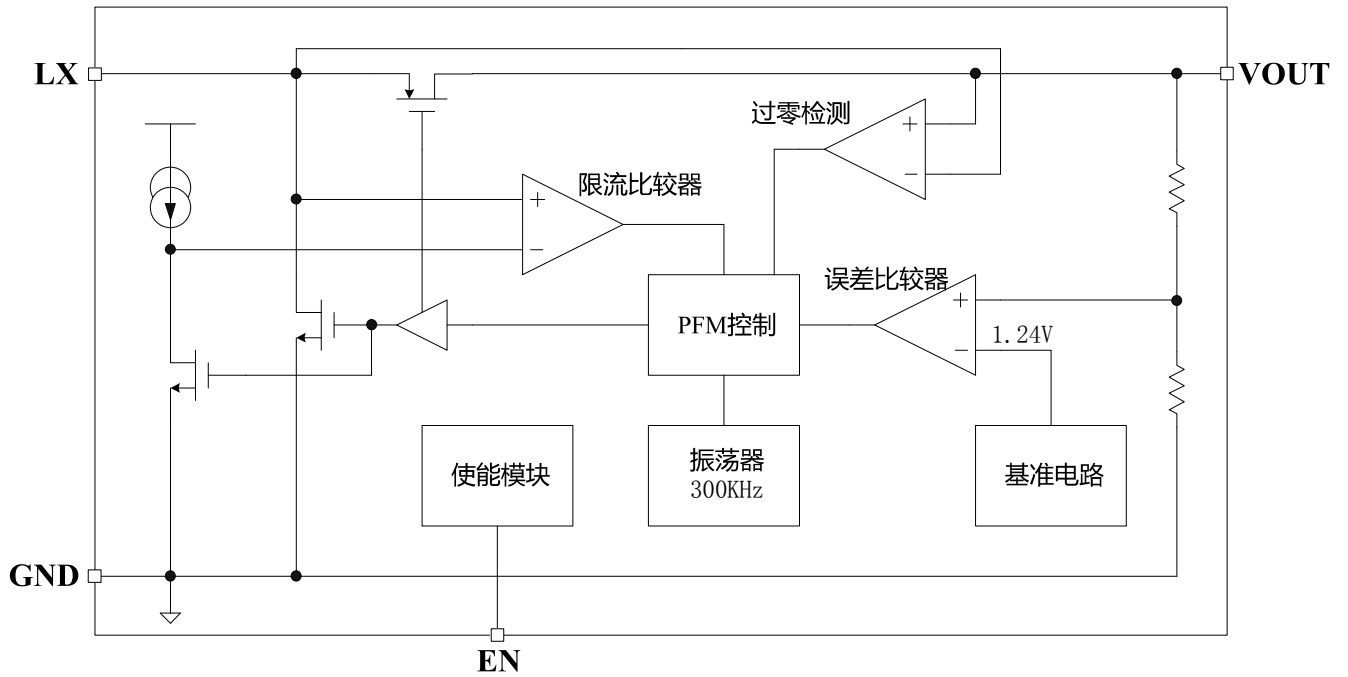 LX
VOUT
过零检测
+
−
限流比较器
+
−
误差比较器
+
1.24V
−
PFM控制
使能模块
振荡器
300KHz
基准电路
GND
EN